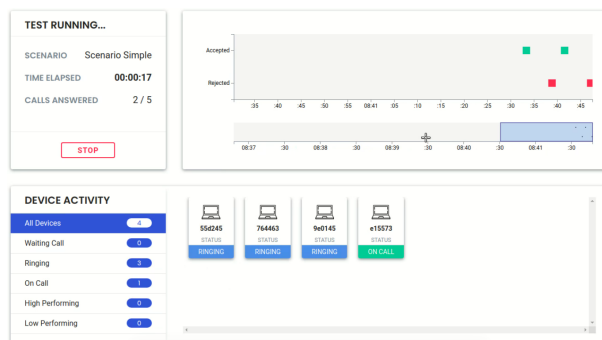 TEST RUNNING...
SCENARIO Scenario Simple
TIME ELAPSED 00:00:17
CALLS ANSWERED 2 / 5
STOP
Accepted
Rejected
:35 :40 :45 :50 :55 08:41 :05 :10 :15 :20 :25 :30 :35 :40 :45
08:37 :30 08:38 :30 08:39 :30 08:40 :30 08:41 :30
DEVICE ACTIVITY
All Devices 4
Waiting Call 0
Ringing 3
On Call 1
High Performing 0
Low Performing 0
55d245 764463 9e0145 e15573
STATUS STATUS STATUS STATUS
RINGING RINGING RINGING ON CALL